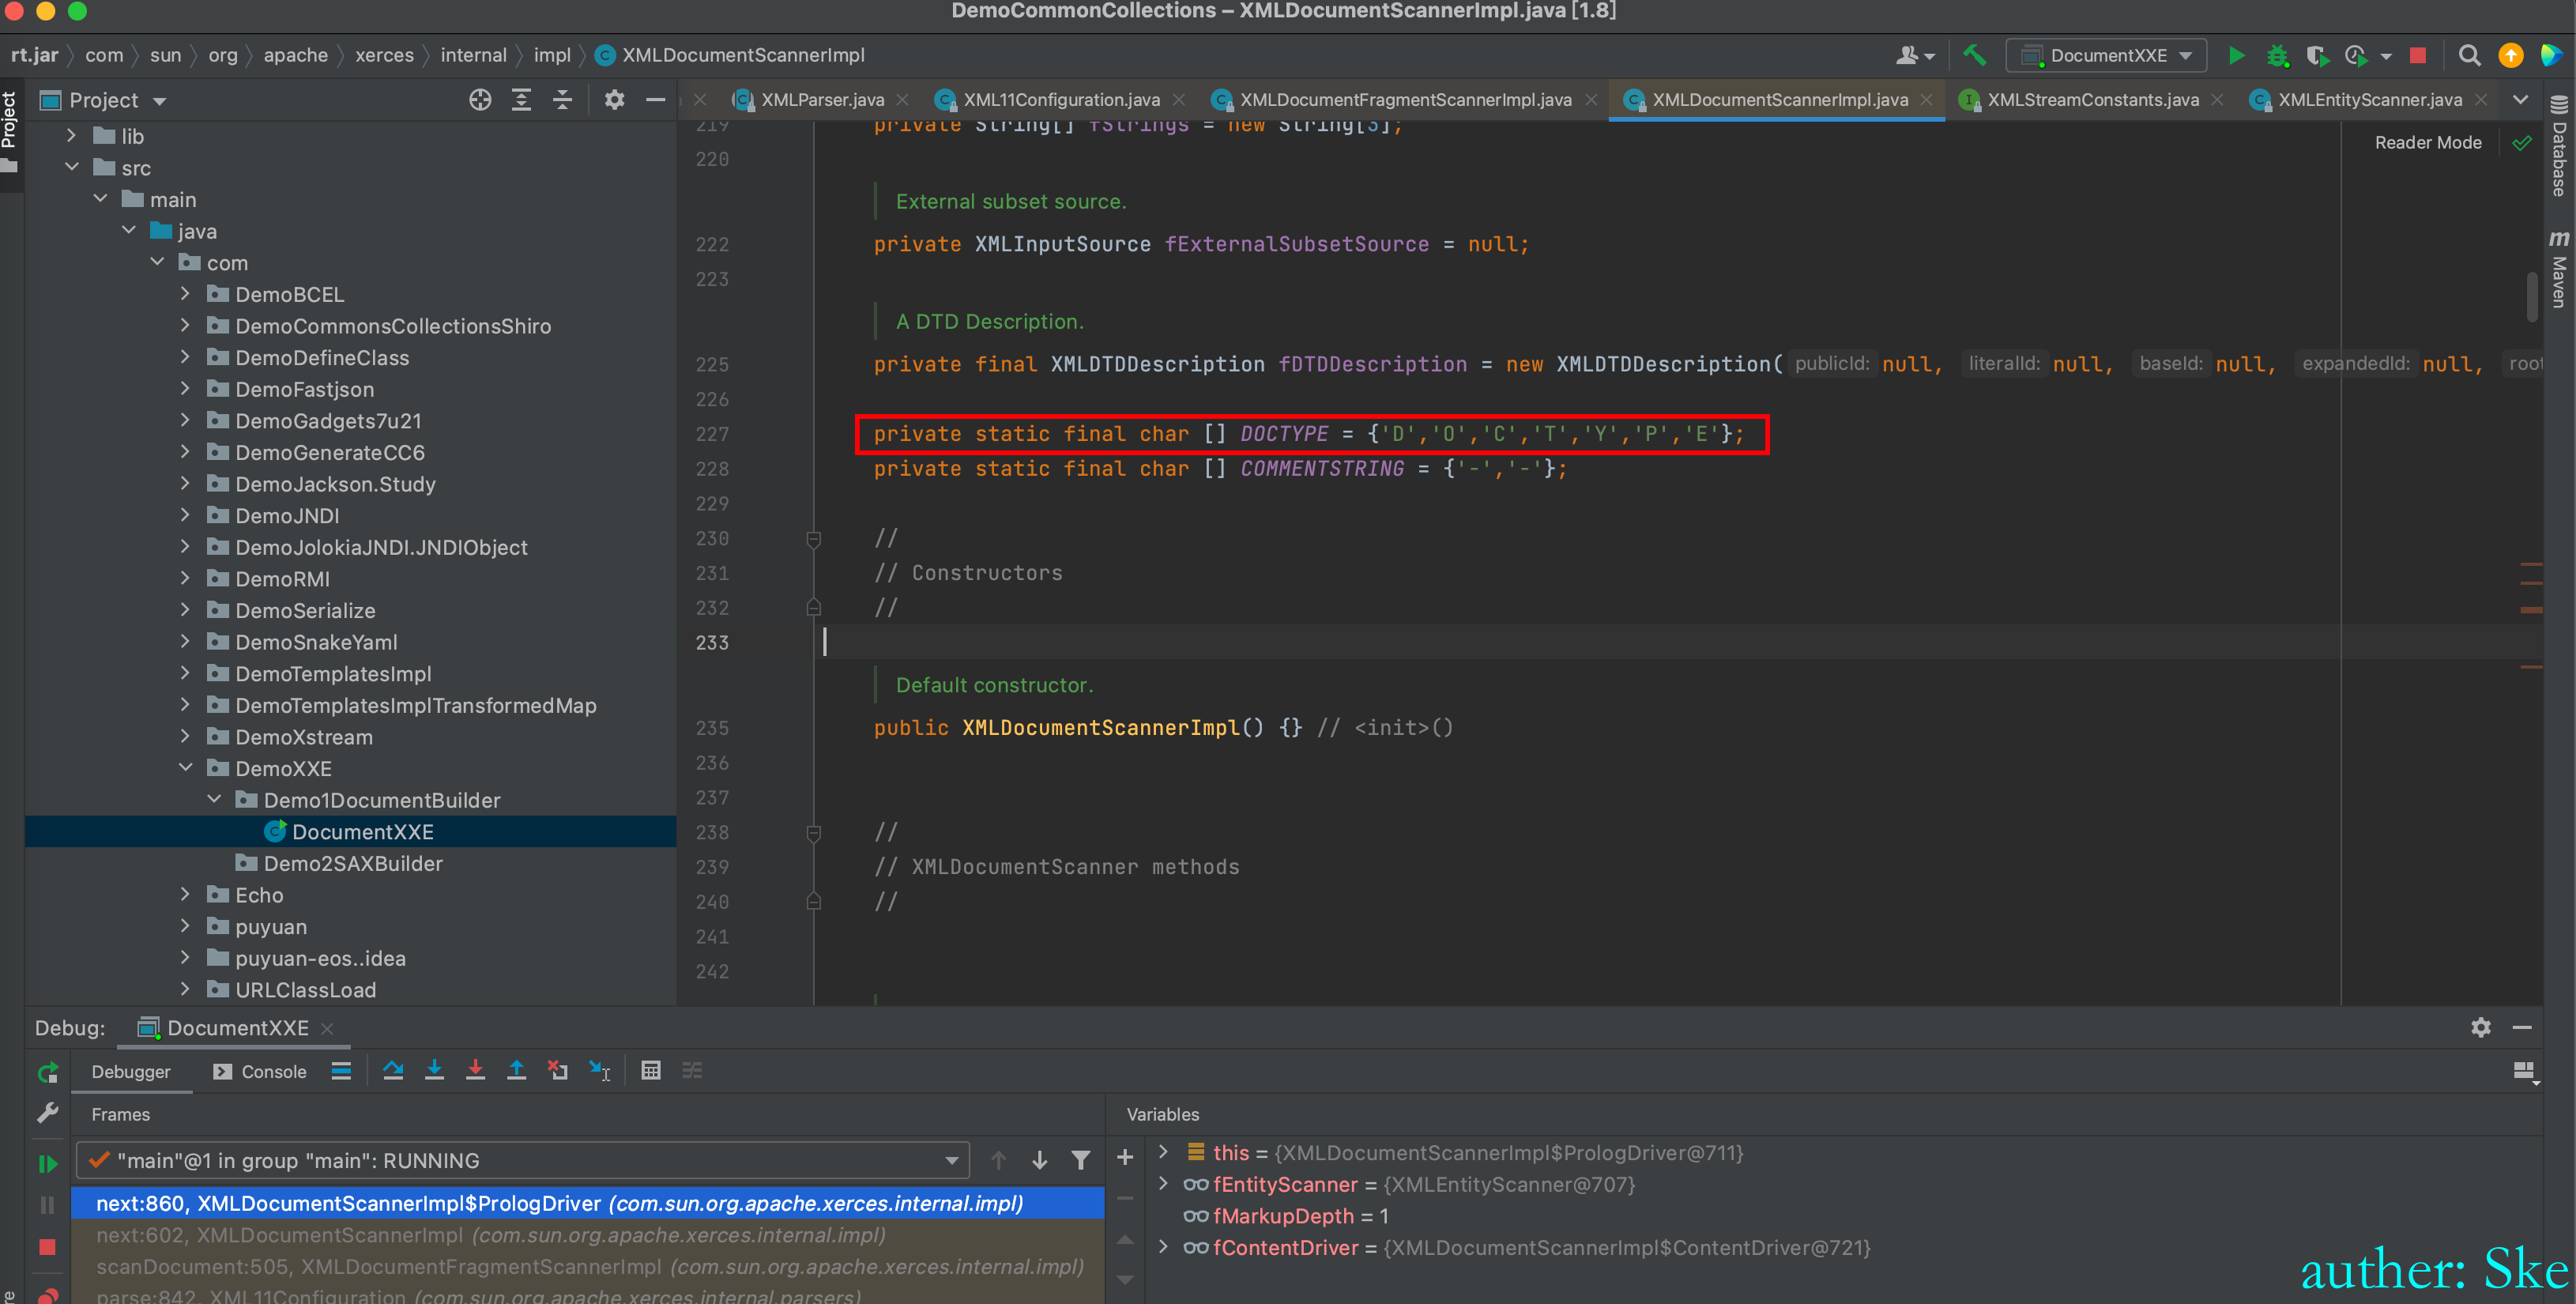 DemoCommonCollections – XMLDocumentScannerImpl.java [1.8]
rt.jar com sun org apache xerces internal impl XMLDocumentScannerImpl
DocumentXXE
Project
XMLParser.java XML11Configuration.java XMLDocumentFragmentScannerImpl.java XMLDocumentScannerImpl.java XMLStreamConstants.java XMLEntityScanner.java
Project
lib
src
main
java
com
DemoBCEL
DemoCommonsCollectionsShiro
DemoDefineClass
DemoFastjson
DemoGadgets7u21
DemoGenerateCC6
DemoJackson.Study
DemoJNDI
DemoJolokiaJNDI.JNDIObject
DemoRMI
DemoSerialize
DemoSnakeYaml
DemoTemplatesImpl
DemoTemplatesImplTransformedMap
DemoXstream
DemoXXE
Demo1DocumentBuilder
DocumentXXE
Demo2SAXBuilder
Echo
puyuan
puyuan-eos..idea
URLClassLoad
Reader Mode
Database
Maven
219 private String[] fStrings = new String[3];
220
External subset source.
222 private XMLInputSource fExternalSubsetSource = null;
223
A DTD Description.
225 private final XMLDTDDescription fDTDDescription = new XMLDTDDescription( publicId: null, literalId: null, baseId: null, expandedId: null, root
226
227 private static final char [] DOCTYPE = {'D','O','C','T','Y','P','E'};
228 private static final char [] COMMENTSTRING = {'-','-'};
229
230 //
231 // Constructors
232 //
233
Default constructor.
235 public XMLDocumentScannerImpl() {} // <init>()
236
237
238 //
239 // XMLDocumentScanner methods
240 //
241
242
Debug: DocumentXXE
Debugger Console
Frames
"main"@1 in group "main": RUNNING
next:860, XMLDocumentScannerImpl$PrologDriver (com.sun.org.apache.xerces.internal.impl)
next:602, XMLDocumentScannerImpl (com.sun.org.apache.xerces.internal.impl)
scanDocument:505, XMLDocumentFragmentScannerImpl (com.sun.org.apache.xerces.internal.impl)
parse:842, XML11Configuration (com.sun.org.apache.xerces.internal.parsers)
Variables
this = {XMLDocumentScannerImpl$PrologDriver@711}
fEntityScanner = {XMLEntityScanner@707}
fMarkupDepth = 1
fContentDriver = {XMLDocumentScannerImpl$ContentDriver@721}
auther: Ske